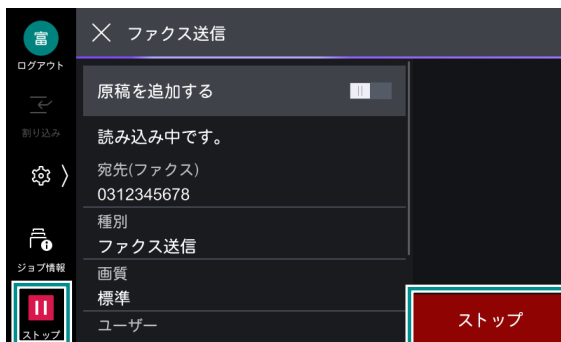 富
ログアウト
割り込み
ジョブ情報
ストップ
ファクス送信
原稿を追加する
読み込み中です。
宛先(ファクス)
0312345678
種別
ファクス送信
画質
標準
ユーザー
ストップ